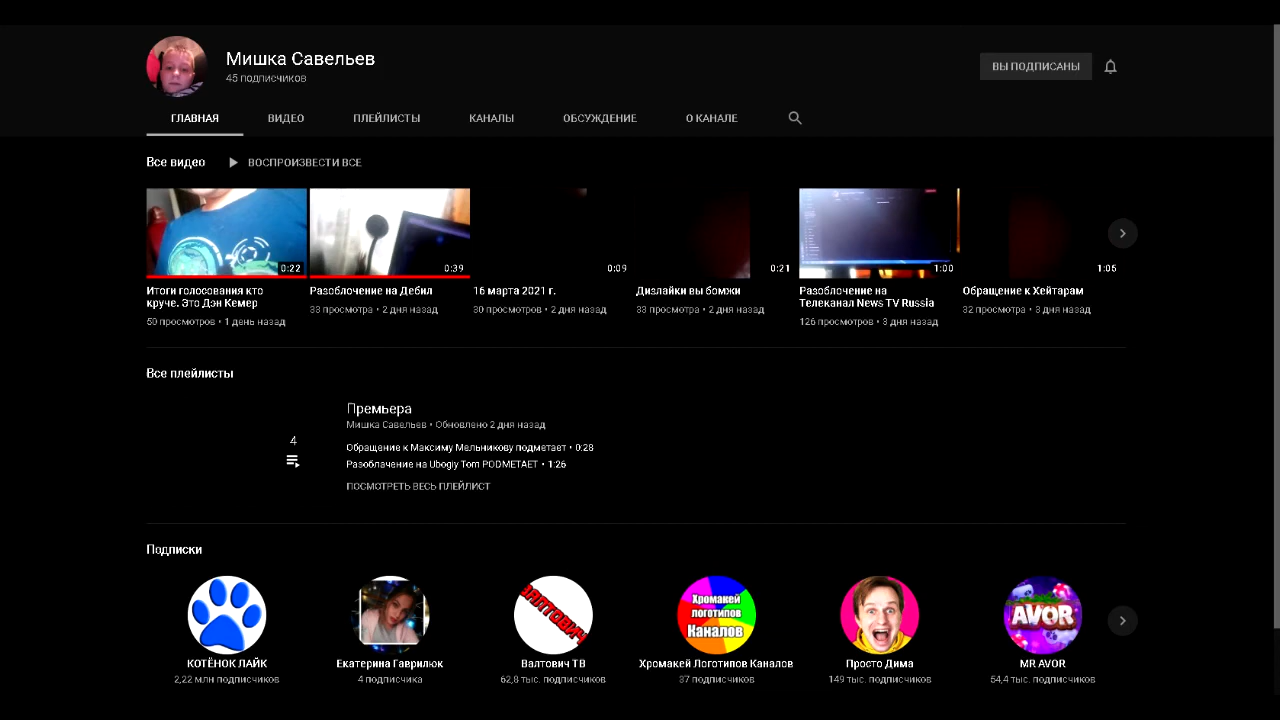 Мишка Савельев
45 подписчиков
ВЫ ПОДПИСАНЫ
ГЛАВНАЯ ВИДЕО ПЛЕЙЛИСТЫ КАНАЛЫ ОБСУЖДЕНИЕ О КАНАЛЕ
Все видео ВОСПРОИЗВЕСТИ ВСЕ
0:22 0:39 0:09 0:21 1:00 1:05
Итоги голосования кто
круче. Это Дэн Кемер
50 просмотров • 1 день назад
Разоблочение на Дебил
33 просмотра • 2 дня назад
16 марта 2021 г.
30 просмотров • 2 дня назад
Дизлайки вы бомжи
33 просмотра • 2 дня назад
Разоблочение на
Телеканал News TV Russia
126 просмотров • 3 дня назад
Обращение к Хейтарам
32 просмотра • 3 дня назад
Все плейлисты
4
Премьера
Мишка Савельев • Обновлено 2 дня назад
Обращение к Максиму Мельникову подметает • 0:28
Разоблачение на Ubogiy Tom PODMETAET • 1:26
ПОСМОТРЕТЬ ВЕСЬ ПЛЕЙЛИСТ
Подписки
ВАЛТОВИЧ
Хромакей
логотипов
Каналов
AVOR
КОТЁНОК ЛАЙК
2,22 млн подписчиков
Екатерина Гаврилюк
4 подписчика
Валтович ТВ
62,8 тыс. подписчиков
Хромакей Логотипов Каналов
37 подписчиков
Просто Дима
149 тыс. подписчиков
MR AVOR
54,4 тыс. подписчиков